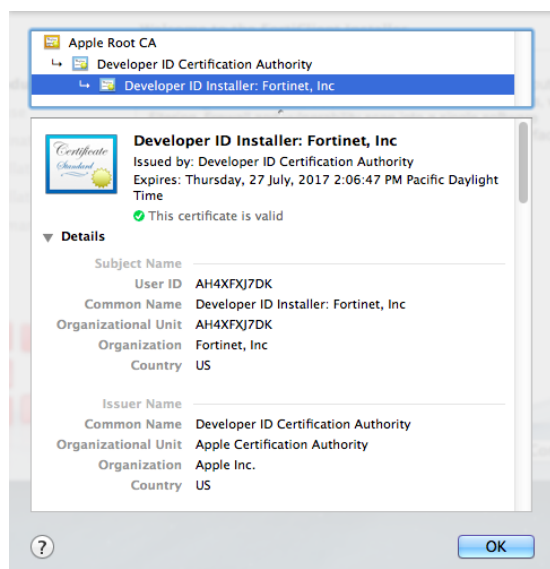 Apple Root CA
Developer ID Certification Authority
Developer ID Installer: Fortinet, Inc
Certificate
Standard
Developer ID Installer: Fortinet, Inc
Issued by: Developer ID Certification Authority
Expires: Thursday, 27 July, 2017 2:06:47 PM Pacific Daylight
Time
This certificate is valid
Details
Subject Name
User ID AH4XFXJ7DK
Common Name Developer ID Installer: Fortinet, Inc
Organizational Unit AH4XFXJ7DK
Organization Fortinet, Inc
Country US
Issuer Name
Common Name Developer ID Certification Authority
Organizational Unit Apple Certification Authority
Organization Apple Inc.
Country US
?
OK